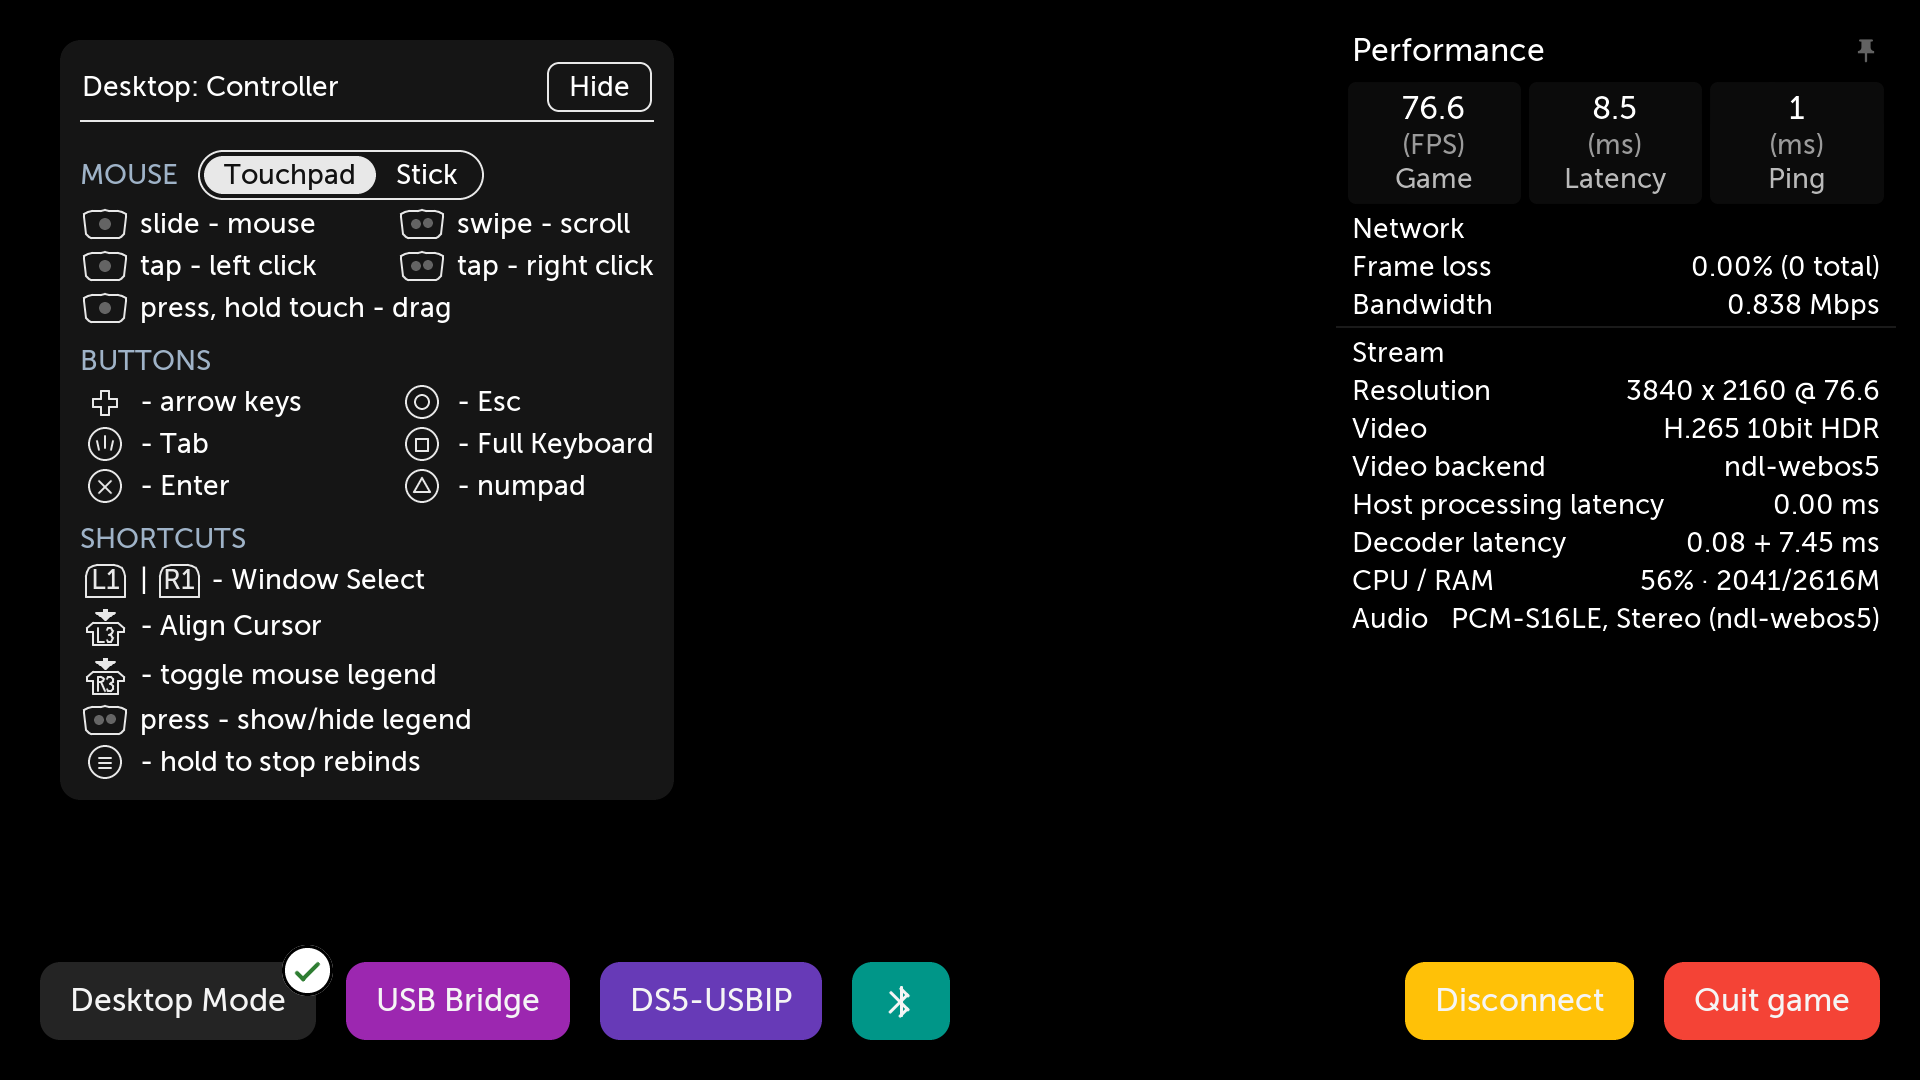 Desktop: Controller
Hide
MOUSE Touchpad Stick
slide - mouse swipe - scroll
tap - left click tap - right click
press, hold touch - drag
BUTTONS
- arrow keys - Esc
- Tab - Full Keyboard
- Enter - numpad
SHORTCUTS
L1 | R1 - Window Select
L3 - Align Cursor
R3 - toggle mouse legend
press - show/hide legend
- hold to stop rebinds
Performance
76.6 8.5 1
(FPS) (ms) (ms)
Game Latency Ping
Network
Frame loss 0.00% (0 total)
Bandwidth 0.838 Mbps
Stream
Resolution 3840 x 2160 @ 76.6
Video H.265 10bit HDR
Video backend ndl-webos5
Host processing latency 0.00 ms
Decoder latency 0.08 + 7.45 ms
CPU / RAM 56% · 2041/2616M
Audio PCM-S16LE, Stereo (ndl-webos5)
Desktop Mode USB Bridge DS5-USBIP Disconnect Quit game